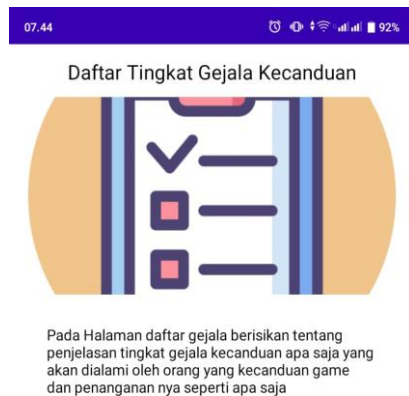 07.44
92%
Daftar Tingkat Gejala Kecanduan
Pada Halaman daftar gejala berisikan tentang
penjelasan tingkat gejala kecanduan apa saja yang
akan dialami oleh orang yang kecanduan game
dan penanganan nya seperti apa saja